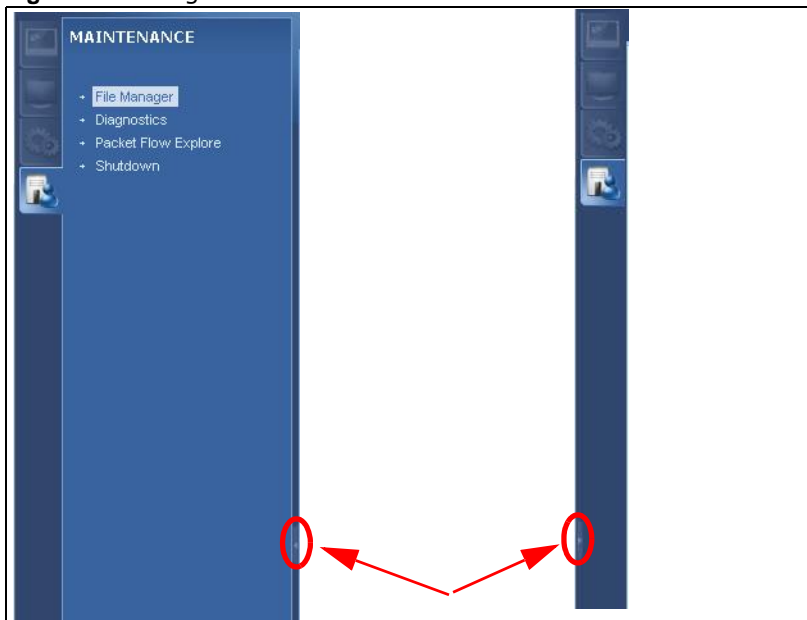 MAINTENANCE
File Manager
Diagnostics
Packet Flow Explore
Shutdown